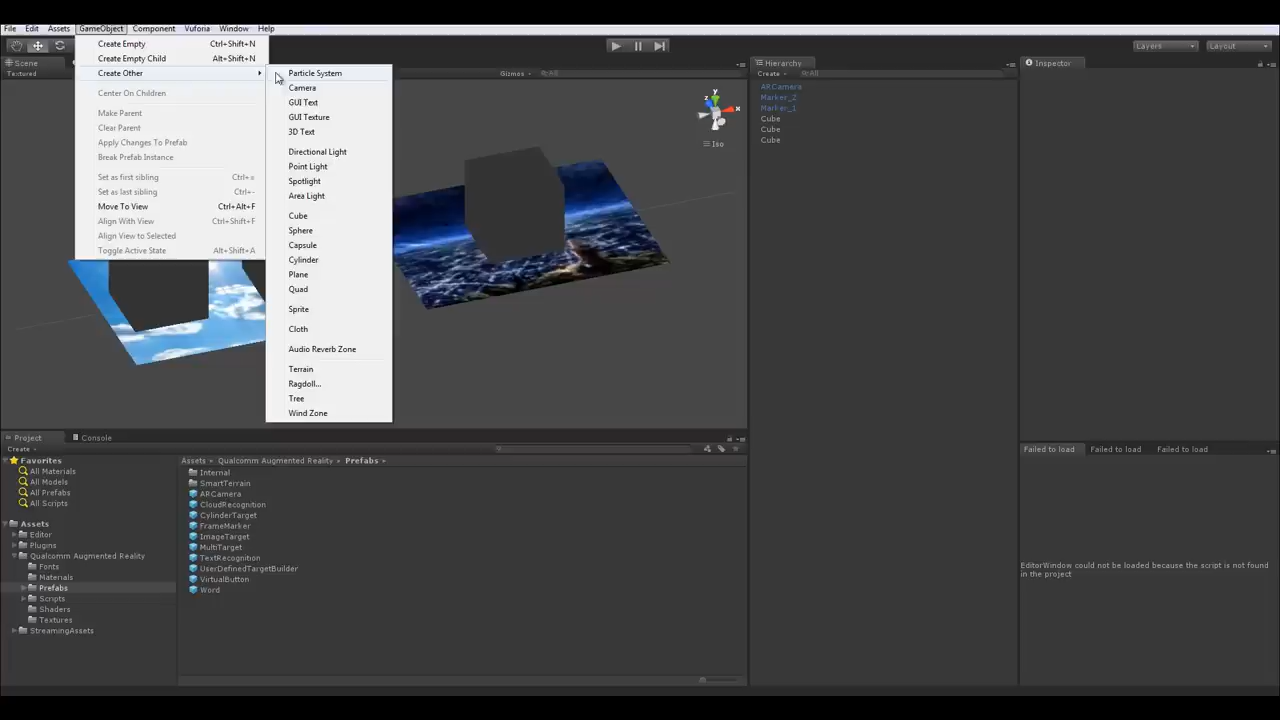 File Edit Assets GameObject Component Vuforia Window Help
Layers Layout
Scene
Textured Gizmos All
Create Empty Ctrl+Shift+N
Create Empty Child Alt+Shift+N
Create Other
Center On Children
Make Parent
Clear Parent
Apply Changes To Prefab
Break Prefab Instance
Set as first sibling Ctrl+=
Set as last sibling Ctrl+-
Move To View Ctrl+Alt+F
Align With View Ctrl+Shift+F
Align View to Selected
Toggle Active State Alt+Shift+A
Particle System
Camera
GUI Text
GUI Texture
3D Text
Directional Light
Point Light
Spotlight
Area Light
Cube
Sphere
Capsule
Cylinder
Plane
Quad
Sprite
Cloth
Audio Reverb Zone
Terrain
Ragdoll...
Tree
Wind Zone
y
z x
Iso
Hierarchy
Create All
ARCamera
Marker_2
Marker_1
Cube
Cube
Cube
Inspector
Project Console
Create
Favorites
All Materials
All Models
All Prefabs
All Scripts
Assets
Editor
Plugins
Qualcomm Augmented Reality
Fonts
Materials
Prefabs
Scripts
Shaders
Textures
StreamingAssets
Assets Qualcomm Augmented Reality Prefabs
Internal
SmartTerrain
ARCamera
CloudRecognition
CylinderTarget
FrameMarker
ImageTarget
MultiTarget
TextRecognition
UserDefinedTargetBuilder
VirtualButton
Word
Failed to load Failed to load Failed to load
EditorWindow could not be loaded because the script is not found
in the project